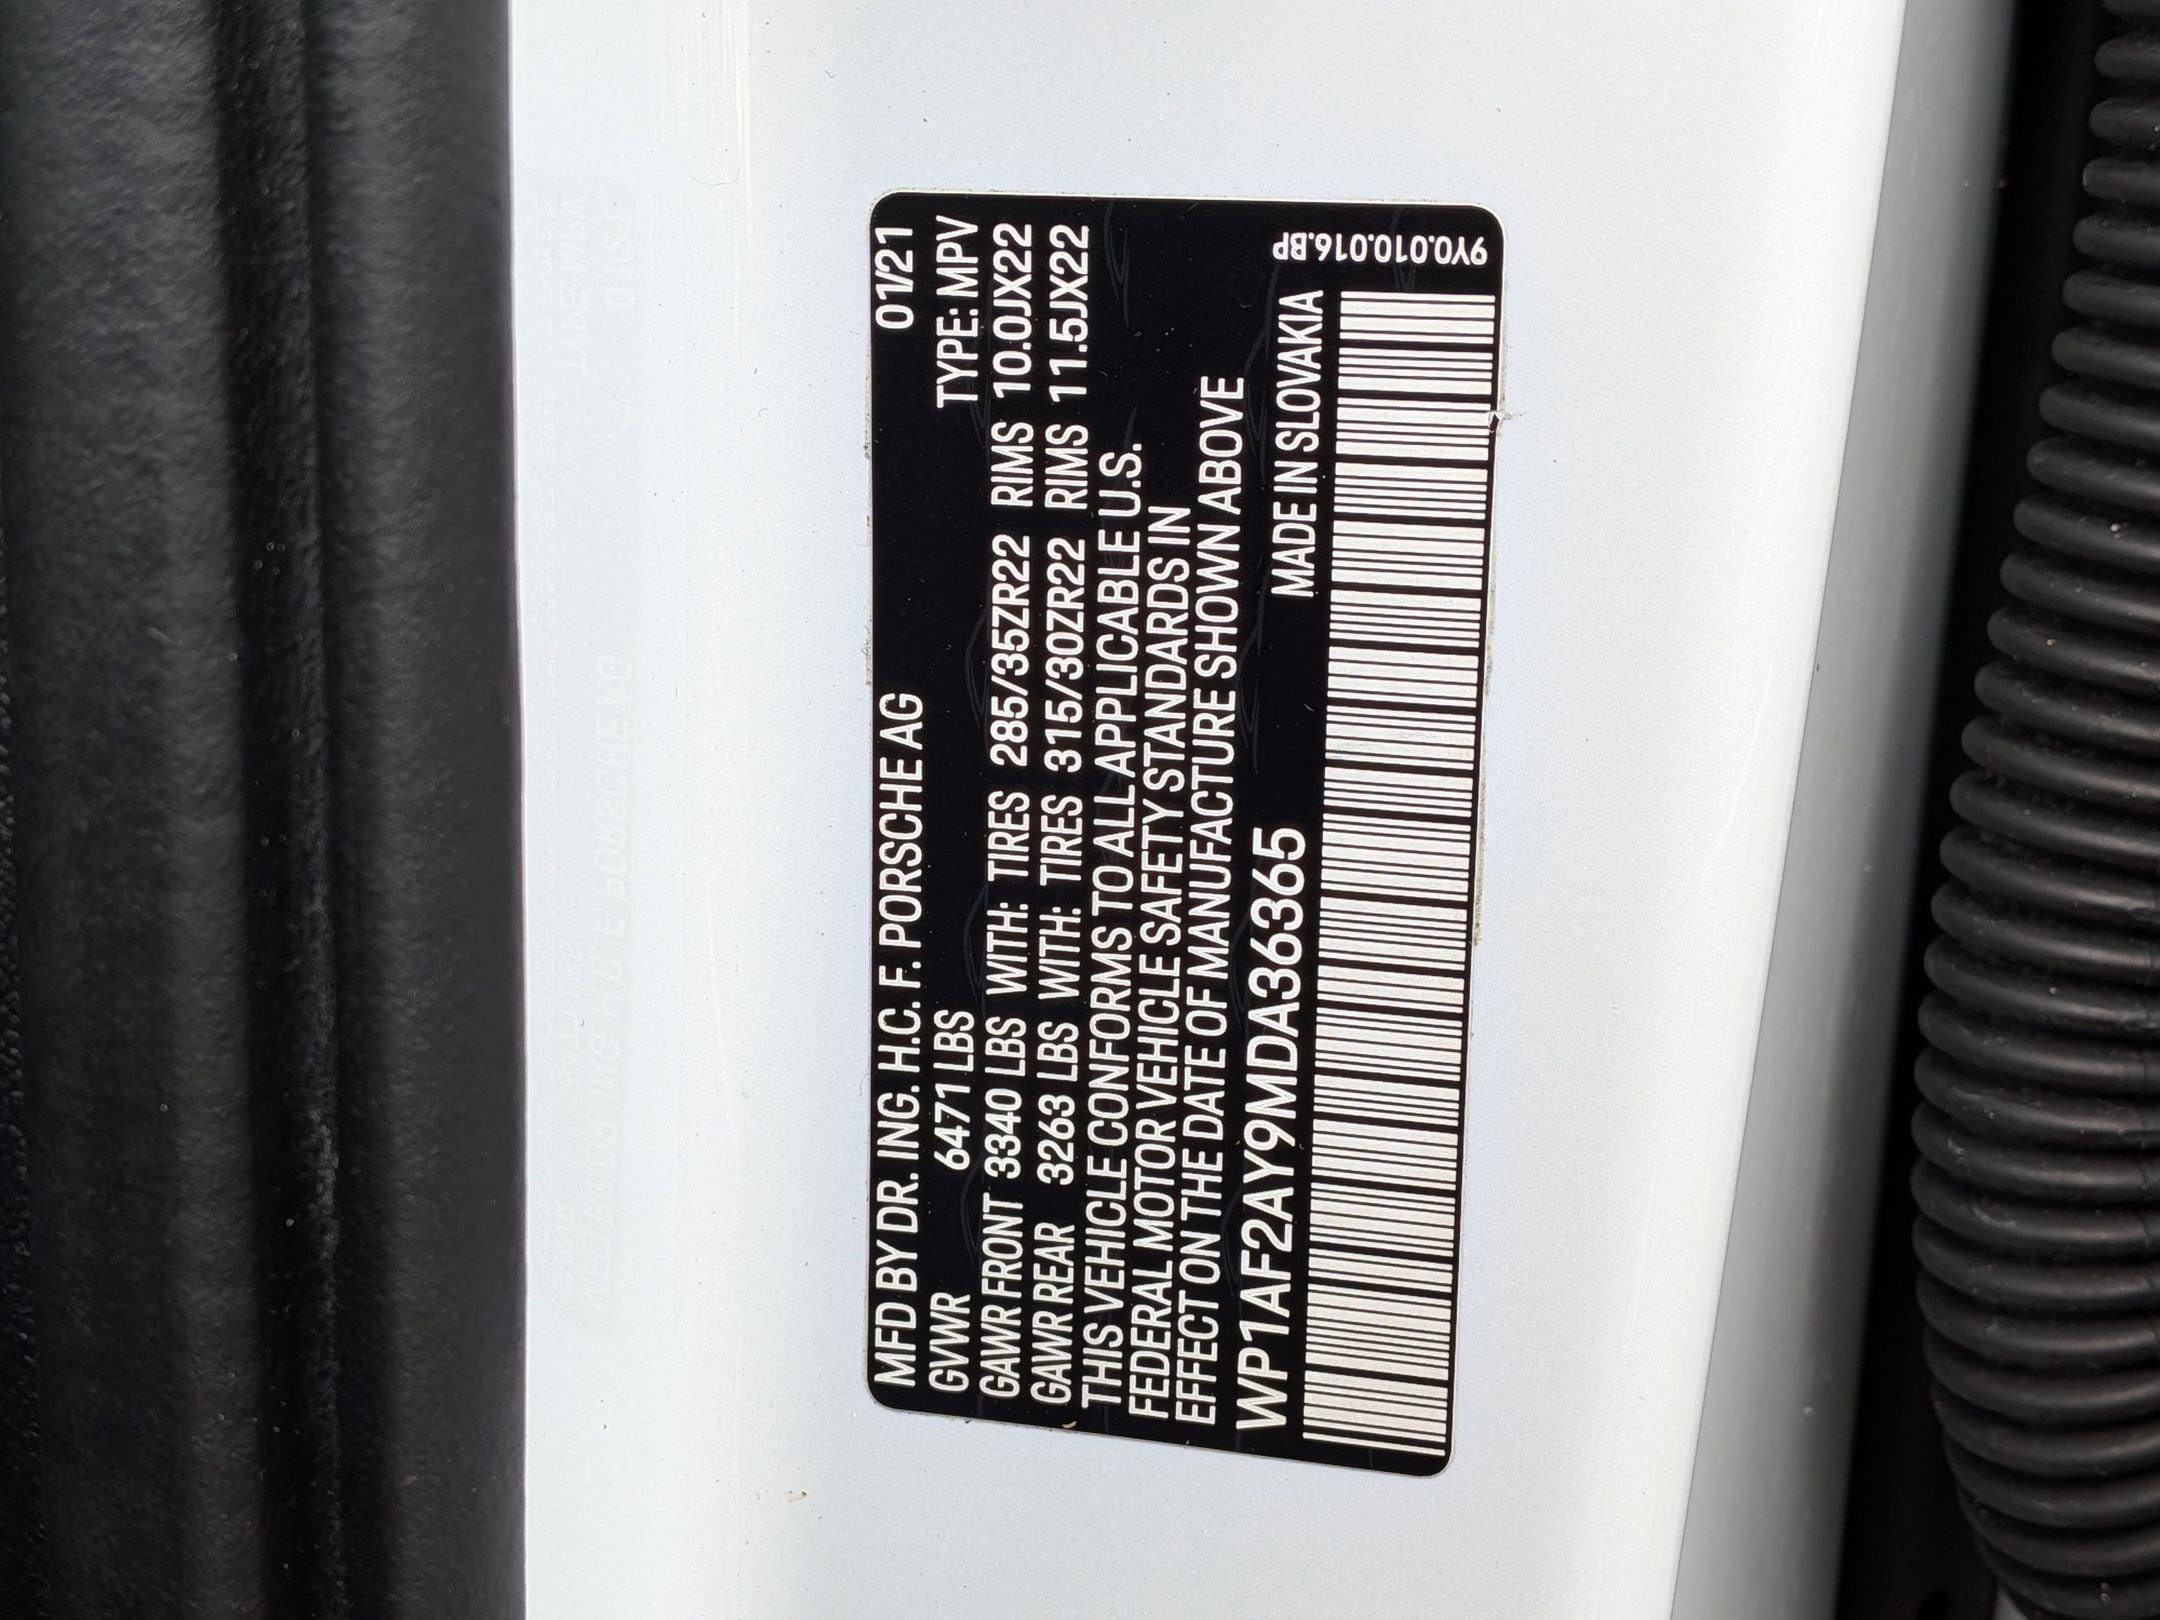 MFD BY DR. ING. H.C. F. PORSCHE AG 01/21
GVWR 6471 LBS TYPE: MPV
GAWR FRONT 3340 LBS WITH: TIRES 285/35ZR22 RIMS 10.0JX22
GAWR REAR 3263 LBS WITH: TIRES 315/30ZR22 RIMS 11.5JX22
THIS VEHICLE CONFORMS TO ALL APPLICABLE U.S.
FEDERAL MOTOR VEHICLE SAFETY STANDARDS IN
EFFECT ON THE DATE OF MANUFACTURE SHOWN ABOVE
WP1AF2AY9MDA36365 MADE IN SLOVAKIA
9Y0.010.016.BP